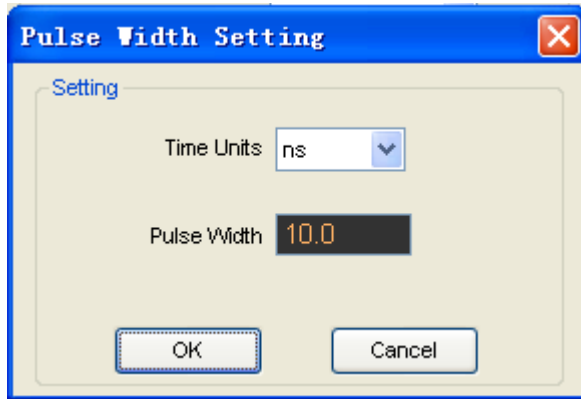 Pulse Width Setting
Setting
Time Units ns
Pulse Width 10.0
OK Cancel